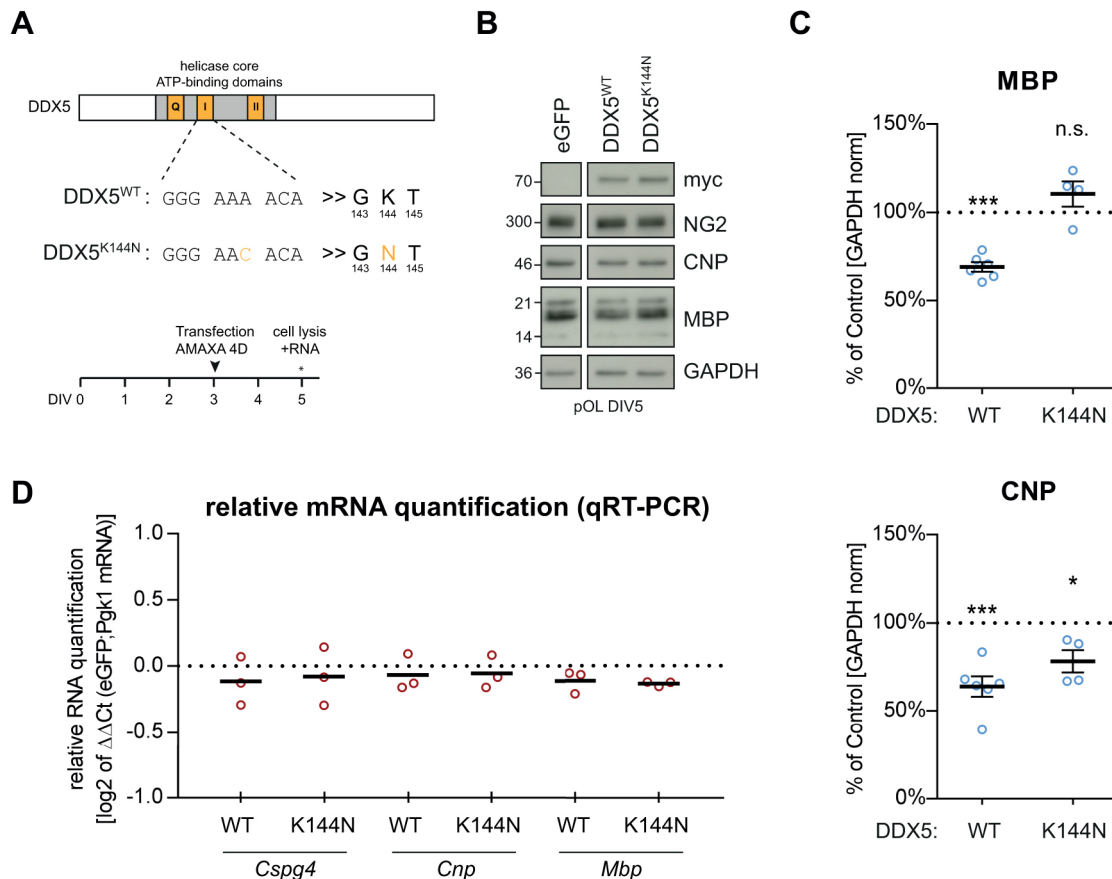 A
helicase core
ATP-binding domains
DDX5
Q I II
DDX5WT : GGG AAA ACA >> G K T
143 144 145
DDX5K144N : GGG AAC ACA >> G N T
143 144 145
Transfection
AMAXA 4D
cell lysis
+RNA
*
DIV 0 1 2 3 4 5
B
eGFP
DDX5WT
DDX5K144N
70 myc
300 NG2
46 CNP
21
MBP
14
36 GAPDH
pOL DIV5
C
MBP
% of Control [GAPDH norm]
150%
n.s.
***
100%
50%
0%
DDX5: WT K144N
CNP
% of Control [GAPDH norm]
150%
*
***
100%
50%
0%
DDX5: WT K144N
D
relative mRNA quantification (qRT-PCR)
relative RNA quantification
[log2 of ΔΔCt (eGFP;Pgk1 mRNA)]
1.0
0.5
0.0
-0.5
-1.0
WT K144N WT K144N WT K144N
Cspg4 Cnp Mbp